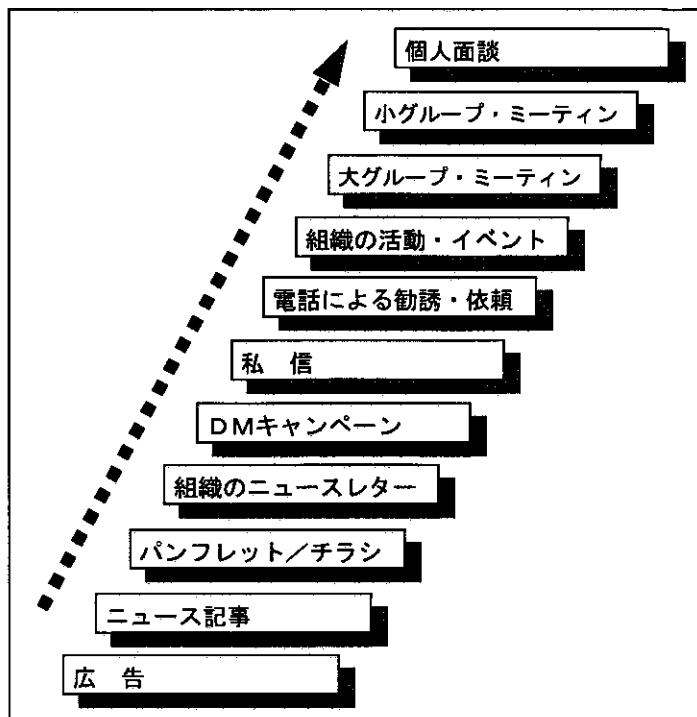 個人面談
小グループ・ミーティン
大グループ・ミーティン
組織の活動・イベント
電話による勧誘・依頼
私　信
ＤＭキャンペーン
組織のニュースレター
パンフレット／チラシ
ニュース記事
広　告